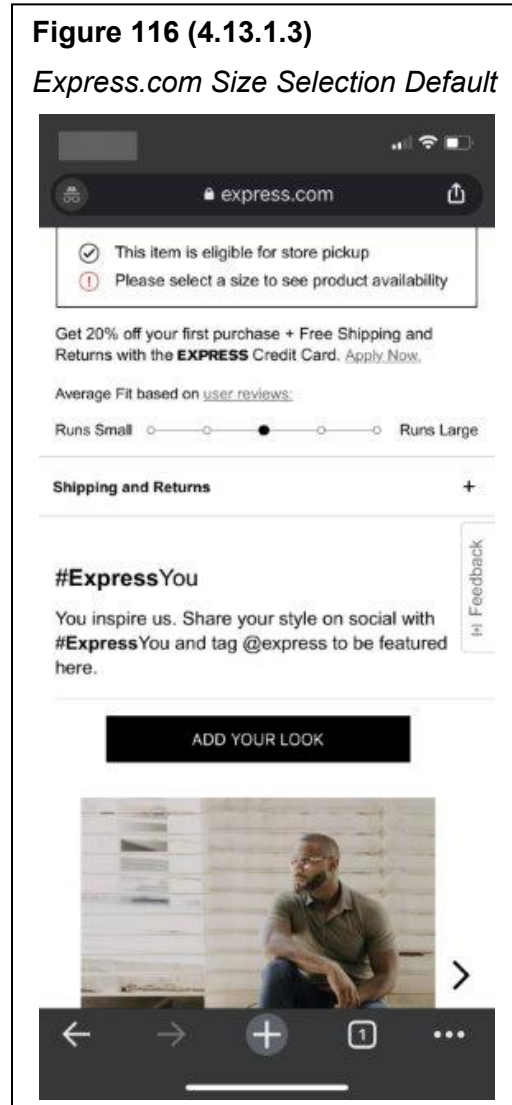 Figure 116 (4.13.1.3)
Express.com Size Selection Default
express.com
This item is eligible for store pickup
Please select a size to see product availability
Get 20% off your first purchase + Free Shipping and
Returns with the EXPRESS Credit Card. Apply Now.
Average Fit based on user reviews:
Runs Small Runs Large
Shipping and Returns +
[+] Feedback
#ExpressYou
You inspire us. Share your style on social with
#ExpressYou and tag @express to be featured
here.
ADD YOUR LOOK
1